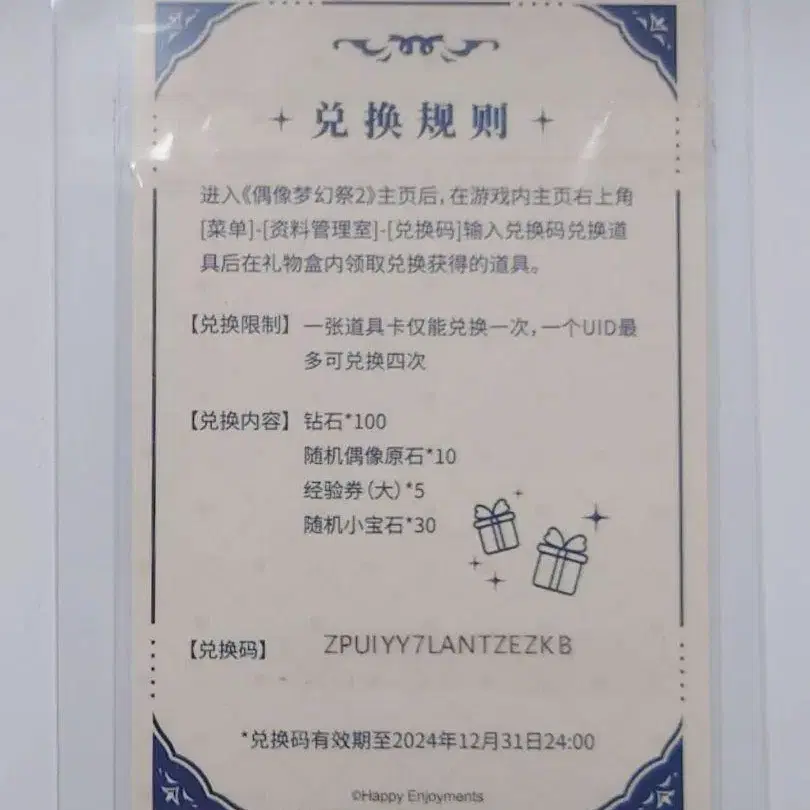 兑换规则
进入《偶像梦幻祭2》主页后,在游戏内主页右上角
[菜单]-[资料管理室]-[兑换码]输入兑换码兑换道
具后在礼物盒内领取兑换获得的道具。
【兑换限制】 一张道具卡仅能兑换一次,一个UID最
多可兑换四次
【兑换内容】 钻石*100
随机偶像原石*10
经验券(大)*5
随机小宝石*30
【兑换码】 ZPUIYY7LANTZEZKB
*兑换码有效期至2024年12月31日24:00
©Happy Enjoyments